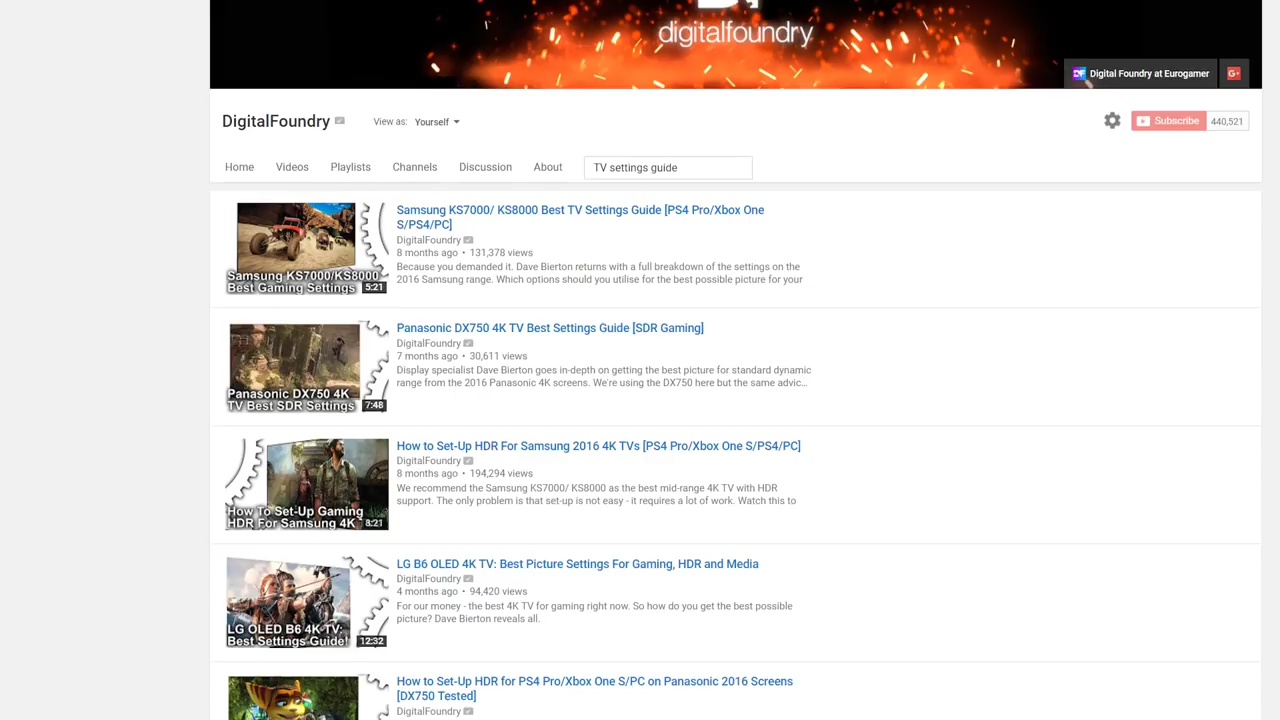 digitalfoundry
Digital Foundry at Eurogamer
DigitalFoundry
View as: Yourself
Subscribe 440,521
Home Videos Playlists Channels Discussion About TV settings guide
Samsung KS7000/KS8000
Best Gaming Settings 5:21
Samsung KS7000/ KS8000 Best TV Settings Guide [PS4 Pro/Xbox One
S/PS4/PC]
DigitalFoundry
8 months ago • 131,378 views
Because you demanded it. Dave Bierton returns with a full breakdown of the settings on the
2016 Samsung range. Which options should you utilise for the best possible picture for your
Panasonic DX750 4K
TV Best SDR Settings 7:48
Panasonic DX750 4K TV Best Settings Guide [SDR Gaming]
DigitalFoundry
7 months ago • 30,611 views
Display specialist Dave Bierton goes in-depth on getting the best picture for standard dynamic
range from the 2016 Panasonic 4K screens. We're using the DX750 here but the same advic...
How To Set-Up Gaming
HDR For Samsung 4K 8:21
How to Set-Up HDR For Samsung 2016 4K TVs [PS4 Pro/Xbox One S/PS4/PC]
DigitalFoundry
8 months ago • 194,294 views
We recommend the Samsung KS7000/ KS8000 as the best mid-range 4K TV with HDR
support. The only problem is that set-up is not easy - it requires a lot of work. Watch this to
LG OLED B6 4K TV:
Best Settings Guide! 12:32
LG B6 OLED 4K TV: Best Picture Settings For Gaming, HDR and Media
DigitalFoundry
4 months ago • 94,420 views
For our money - the best 4K TV for gaming right now. So how do you get the best possible
picture? Dave Bierton reveals all.
How to Set-Up HDR for PS4 Pro/Xbox One S/PC on Panasonic 2016 Screens
[DX750 Tested]
DigitalFoundry